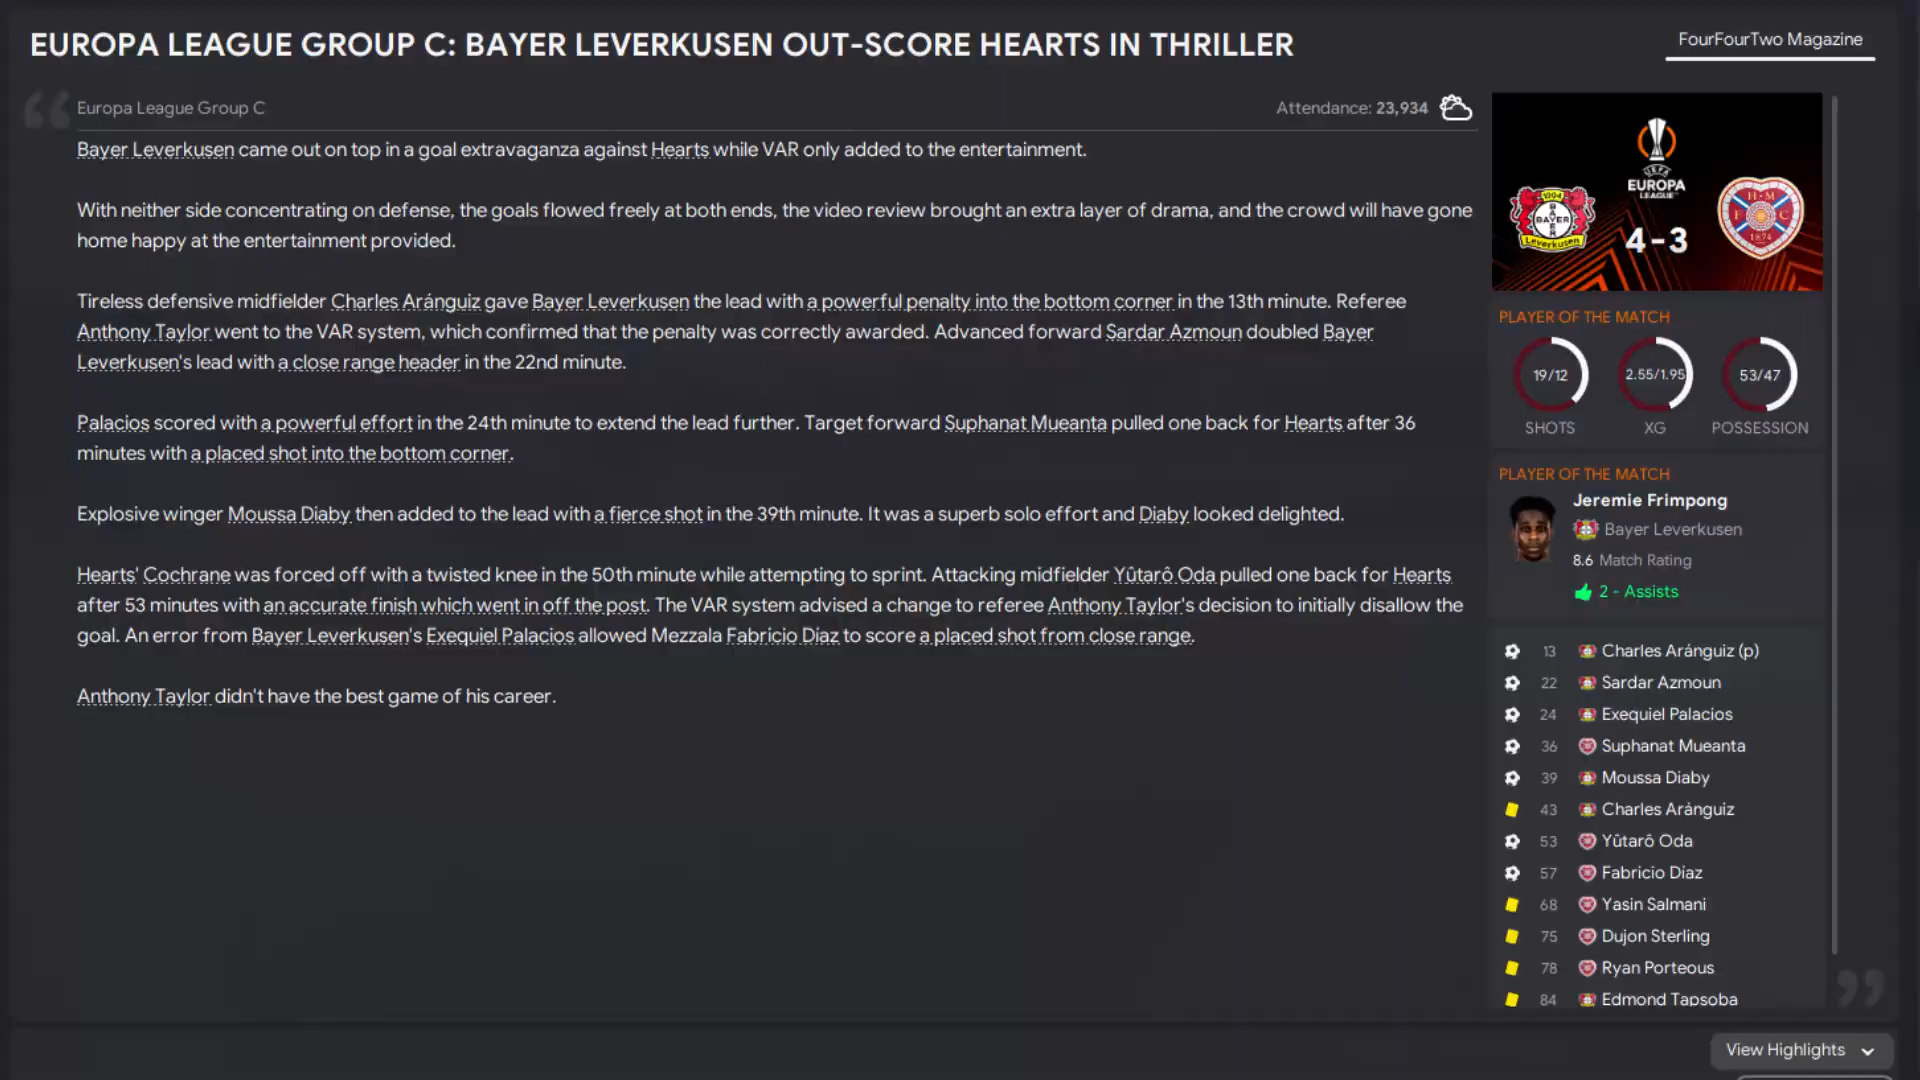 EUROPA LEAGUE GROUP C: BAYER LEVERKUSEN OUT-SCORE HEARTS IN THRILLER
FourFourTwo Magazine
Europa League Group C
Attendance: 23,934
Bayer Leverkusen came out on top in a goal extravaganza against Hearts while VAR only added to the entertainment.
With neither side concentrating on defense, the goals flowed freely at both ends, the video review brought an extra layer of drama, and the crowd will have gone
home happy at the entertainment provided.
Tireless defensive midfielder Charles Aránguiz gave Bayer Leverkusen the lead with a powerful penalty into the bottom corner in the 13th minute. Referee
Anthony Taylor went to the VAR system, which confirmed that the penalty was correctly awarded. Advanced forward Sardar Azmoun doubled Bayer
Leverkusen's lead with a close range header in the 22nd minute.
Palacios scored with a powerful effort in the 24th minute to extend the lead further. Target forward Suphanat Mueanta pulled one back for Hearts after 36
minutes with a placed shot into the bottom corner.
Explosive winger Moussa Diaby then added to the lead with a fierce shot in the 39th minute. It was a superb solo effort and Diaby looked delighted.
Hearts' Cochrane was forced off with a twisted knee in the 50th minute while attempting to sprint. Attacking midfielder Yûtarô Oda pulled one back for Hearts
after 53 minutes with an accurate finish which went in off the post. The VAR system advised a change to referee Anthony Taylor's decision to initially disallow the
goal. An error from Bayer Leverkusen's Exequiel Palacios allowed Mezzala Fabricio Díaz to score a placed shot from close range.
Anthony Taylor didn't have the best game of his career.
UEFA
EUROPA
LEAGUE
1904
BAYER
BAYER
Leverkusen
4-3
H M
F C
1874
PLAYER OF THE MATCH
19/12
2.55/1.95
53/47
SHOTS
XG
POSSESSION
PLAYER OF THE MATCH
Jeremie Frimpong
Bayer Leverkusen
8.6 Match Rating
2 - Assists
13 Charles Aránguiz (p)
22 Sardar Azmoun
24 Exequiel Palacios
36 Suphanat Mueanta
39 Moussa Diaby
43 Charles Aránguiz
53 Yûtarô Oda
57 Fabricio Díaz
68 Yasin Salmani
75 Dujon Sterling
78 Ryan Porteous
84 Edmond Tapsoba
View Highlights